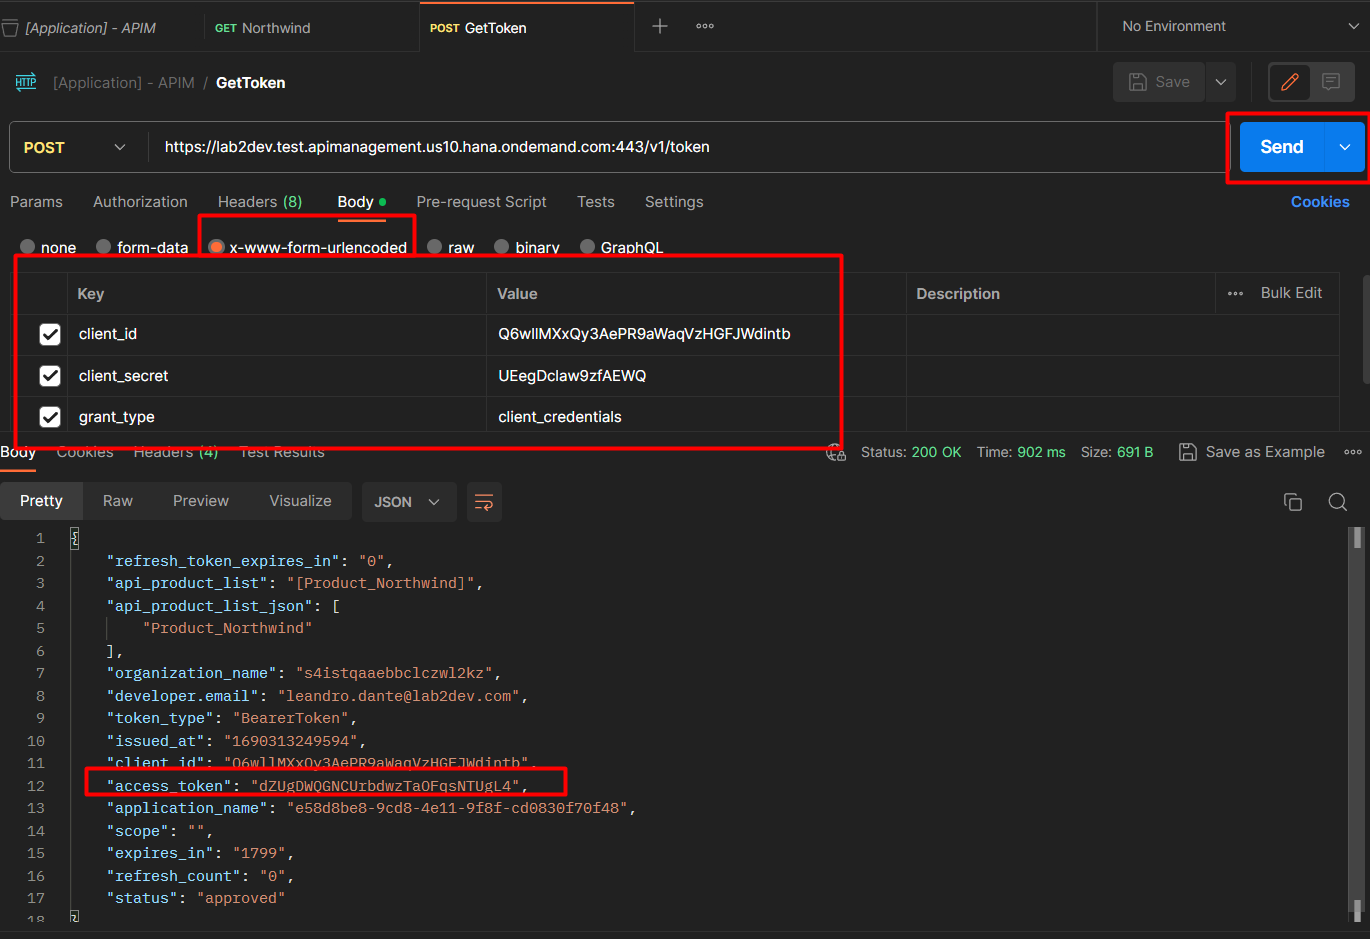 [Application] - APIM GET Northwind POST GetToken No Environment
HTTP [Application] - APIM / GetToken Save
POST https://lab2dev.test.apimanagement.us10.hana.ondemand.com:443/v1/token Send
Params Authorization Headers (8) Body Pre-request Script Tests Settings Cookies
none form-data x-www-form-urlencoded raw binary GraphQL
Key Value Description Bulk Edit
client_id Q6wllMXxQy3AePR9aWaqVzHGFJWdintb
client_secret UEegDclaw9zfAEWQ
grant_type client_credentials
Body Cookies Headers (4) Test Results Status: 200 OK Time: 902 ms Size: 691 B Save as Example
Pretty Raw Preview Visualize JSON
1 {
2 "refresh_token_expires_in": "0",
3 "api_product_list": "[Product_Northwind]",
4 "api_product_list_json": [
5 "Product_Northwind"
6 ],
7 "organization_name": "s4istqaaebbclczwl2kz",
8 "developer.email": "leandro.dante@lab2dev.com",
9 "token_type": "BearerToken",
10 "issued_at": "1690313249594",
11 "client_id": "Q6wllMXxQy3AePR9aWaqVzHGFJWdintb",
12 "access_token": "dZUgDWQGNCUrbdwzTaOFqsNTUgL4",
13 "application_name": "e58d8be8-9cd8-4e11-9f8f-cd0830f70f48",
14 "scope": "",
15 "expires_in": "1799",
16 "refresh_count": "0",
17 "status": "approved"
18 }